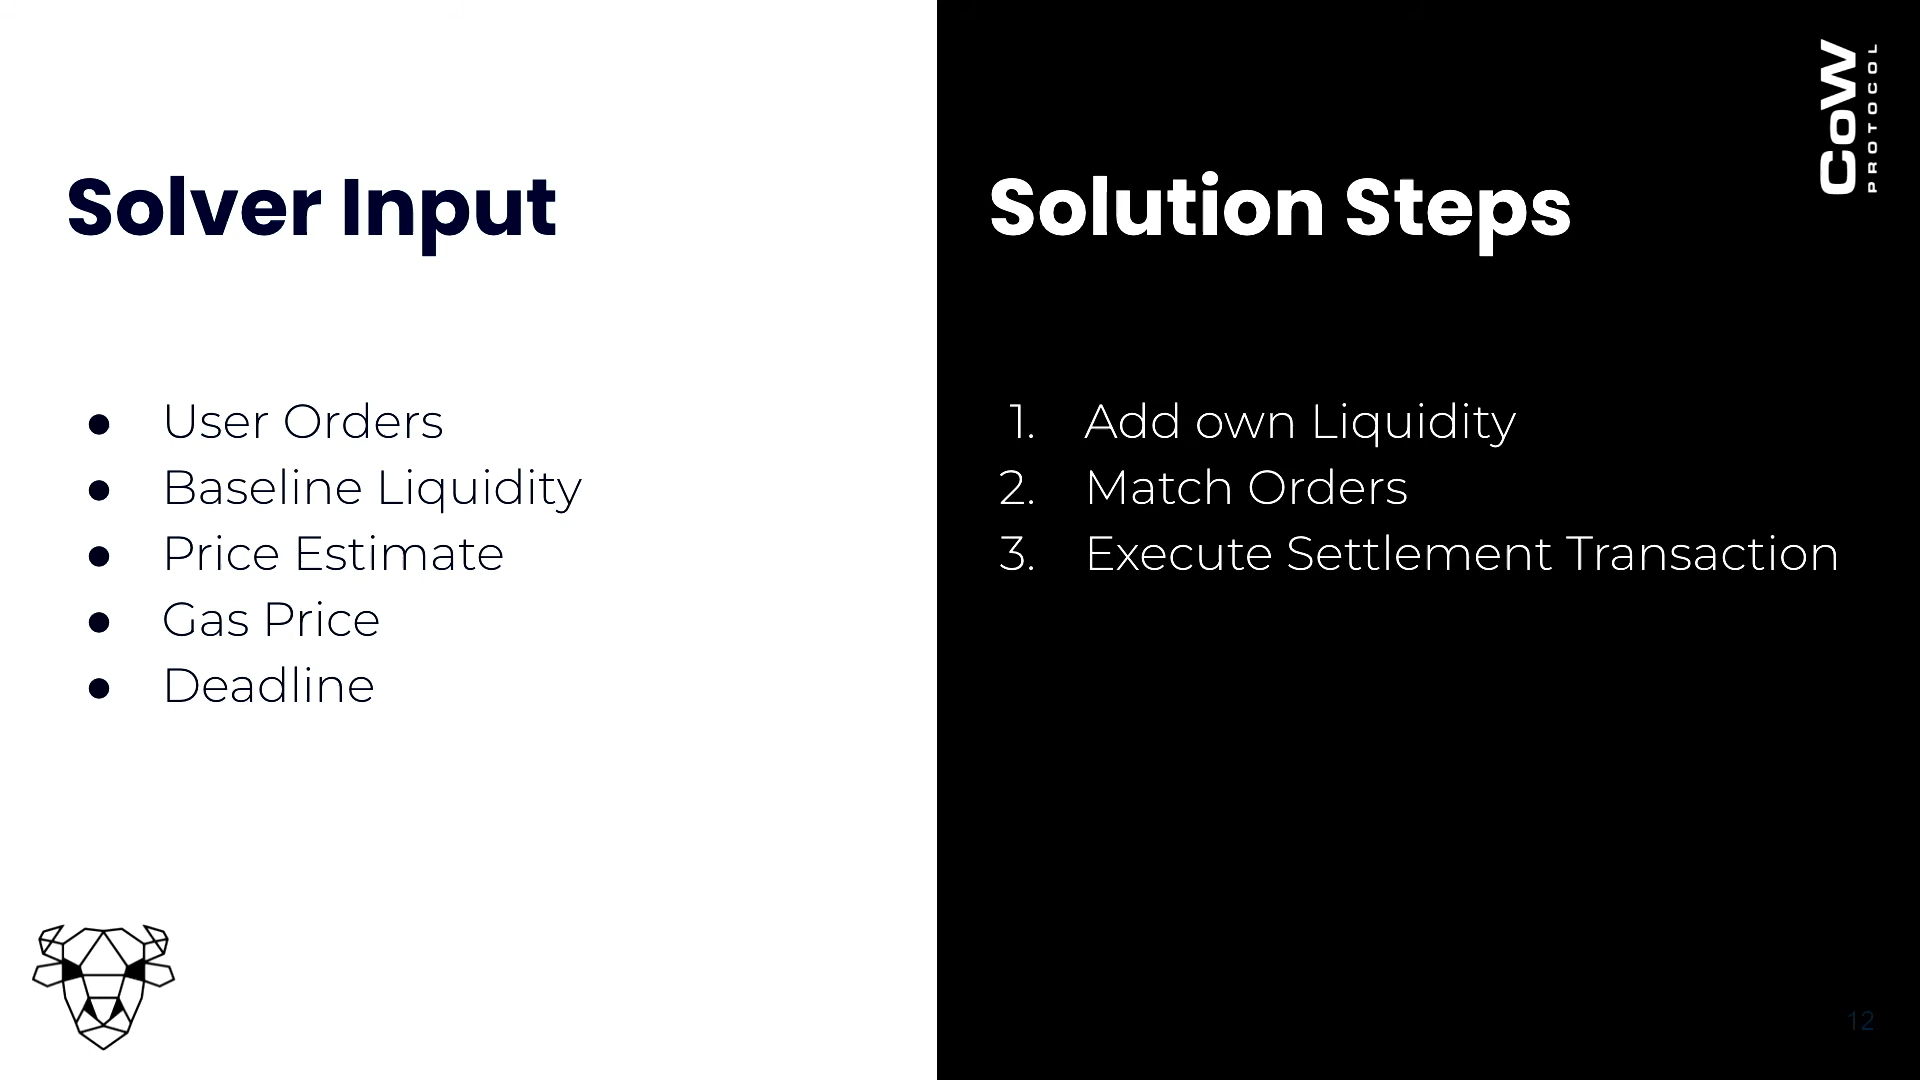 Solver Input
● User Orders
● Baseline Liquidity
● Price Estimate
● Gas Price
● Deadline
CoW
PROTOCOL
Solution Steps
1. Add own Liquidity
2. Match Orders
3. Execute Settlement Transaction
12